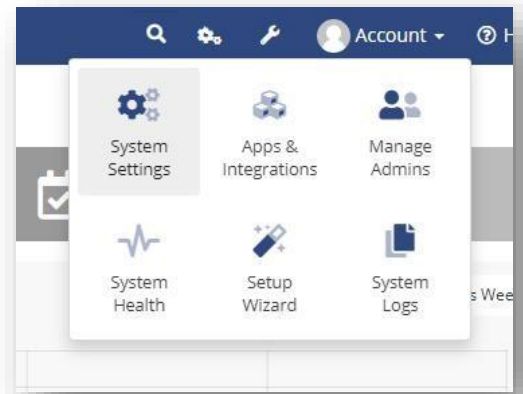 Account
System
Settings
Apps &
Integrations
Manage
Admins
System
Health
Setup
Wizard
System
Logs
s Wee